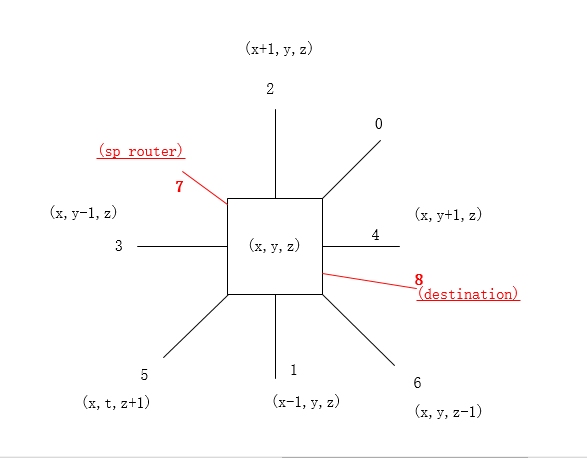 (x+1,y,z)
2
0
(sp router)
7
(x,y-1,z)
(x,y+1,z)
3
(x,y,z)
4
8
(destination)
5
1
6
(x,t,z+1)
(x-1,y,z)
(x,y,z-1)